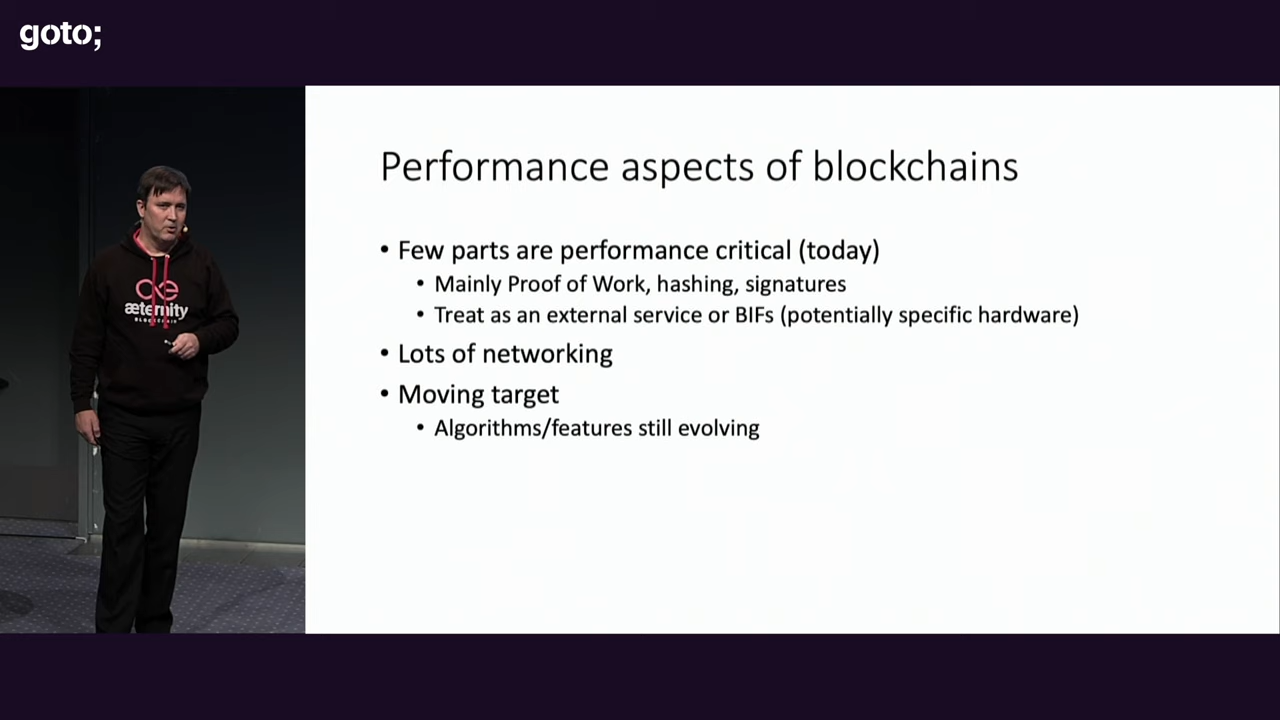 goto;
Performance aspects of blockchains
• Few parts are performance critical (today)
• Mainly Proof of Work, hashing, signatures
• Treat as an external service or BIFs (potentially specific hardware)
• Lots of networking
• Moving target
• Algorithms/features still evolving
æternity
BLOCKCHAIN